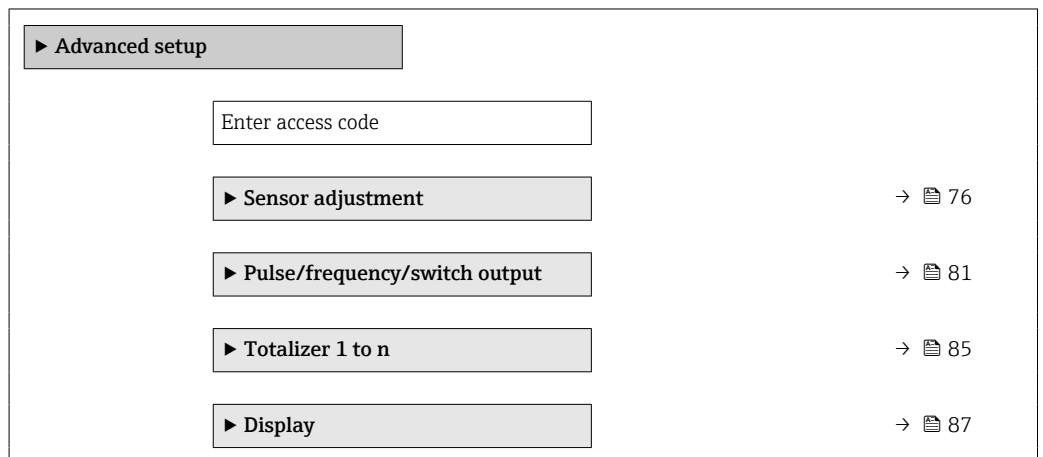 ▶ Advanced setup
Enter access code
▶ Sensor adjustment → 76
▶ Pulse/frequency/switch output → 81
▶ Totalizer 1 to n → 85
▶ Display → 87